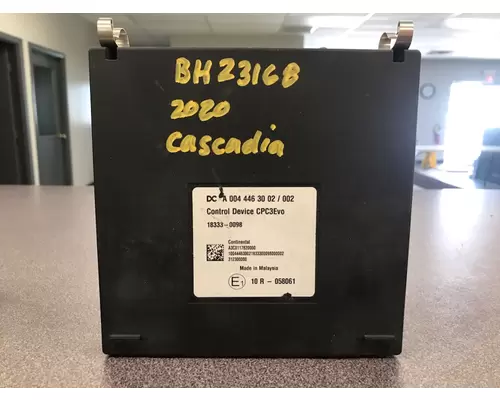 BH231GB
2020
Cascadia
DC A 004 446 30 02 / 002
Control Device CPC3Evo
18333-0098
Continental
Made in Malaysia
E1 10 R - 058061